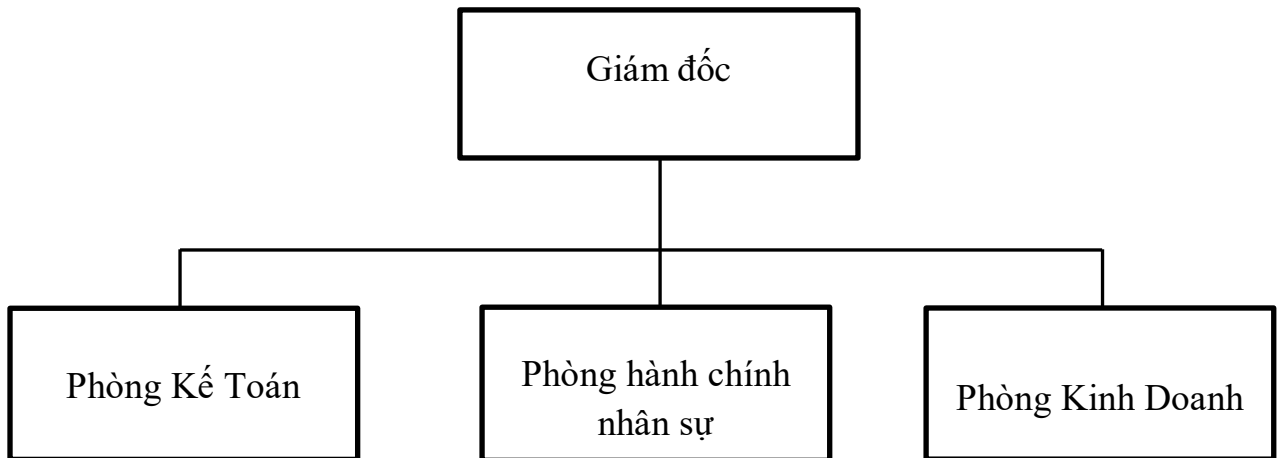 Giám đốc
Phòng Kế Toán
Phòng hành chính
nhân sự
Phòng Kinh Doanh